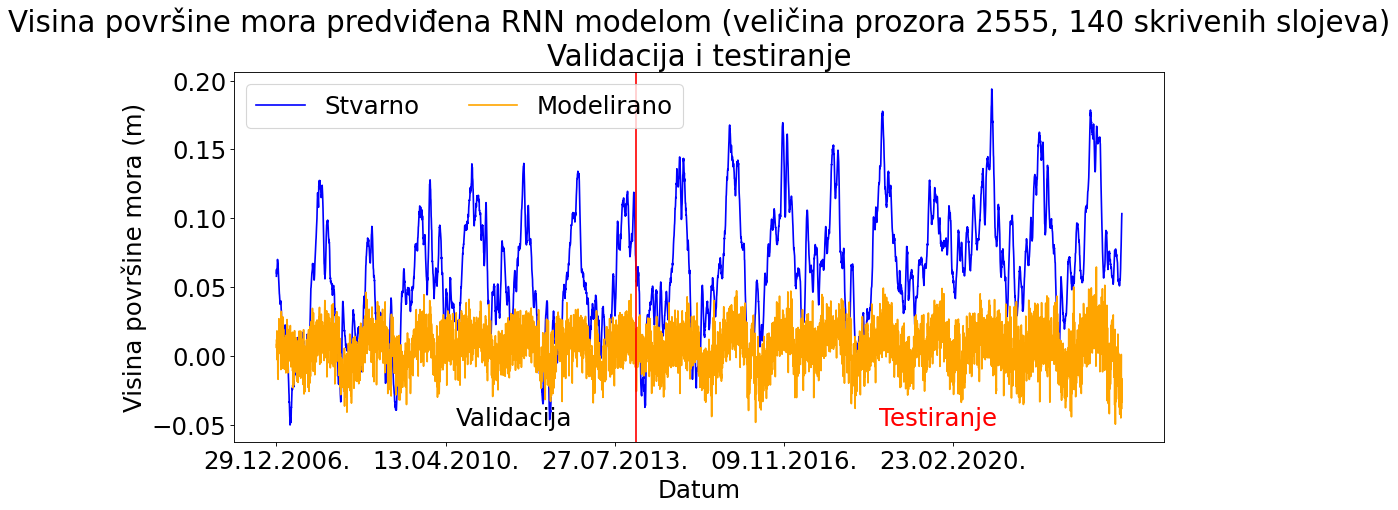 Visina površine mora predviđena RNN modelom (veličina prozora 2555, 140 skrivenih slojeva)
Validacija i testiranje
Visina površine mora (m)
0.20
0.15
0.10
0.05
0.00
−0.05
Stvarno Modelirano
Validacija Testiranje
29.12.2006. 13.04.2010. 27.07.2013. 09.11.2016. 23.02.2020.
Datum